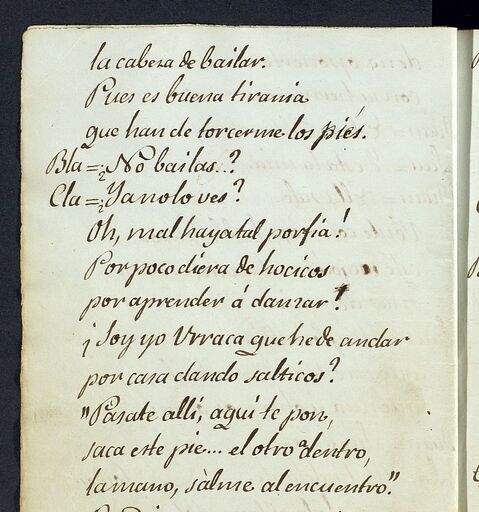 la cabeza de bailar.
Pues es buena tirania
que han de torcerme los piés.
Bla=¿No bailas..?
Cla=¿Ya no lo ves?
Oh, mal haya tal porfia!
Por poco diera de hocicos
por aprender á danzar!
¡Soy yo Urraca que he de andar
por casa dando salticos?
"Pasate allí, aquí te pon,
saca este pie... el otro dentro,
la mano, sàlme al encuentro."